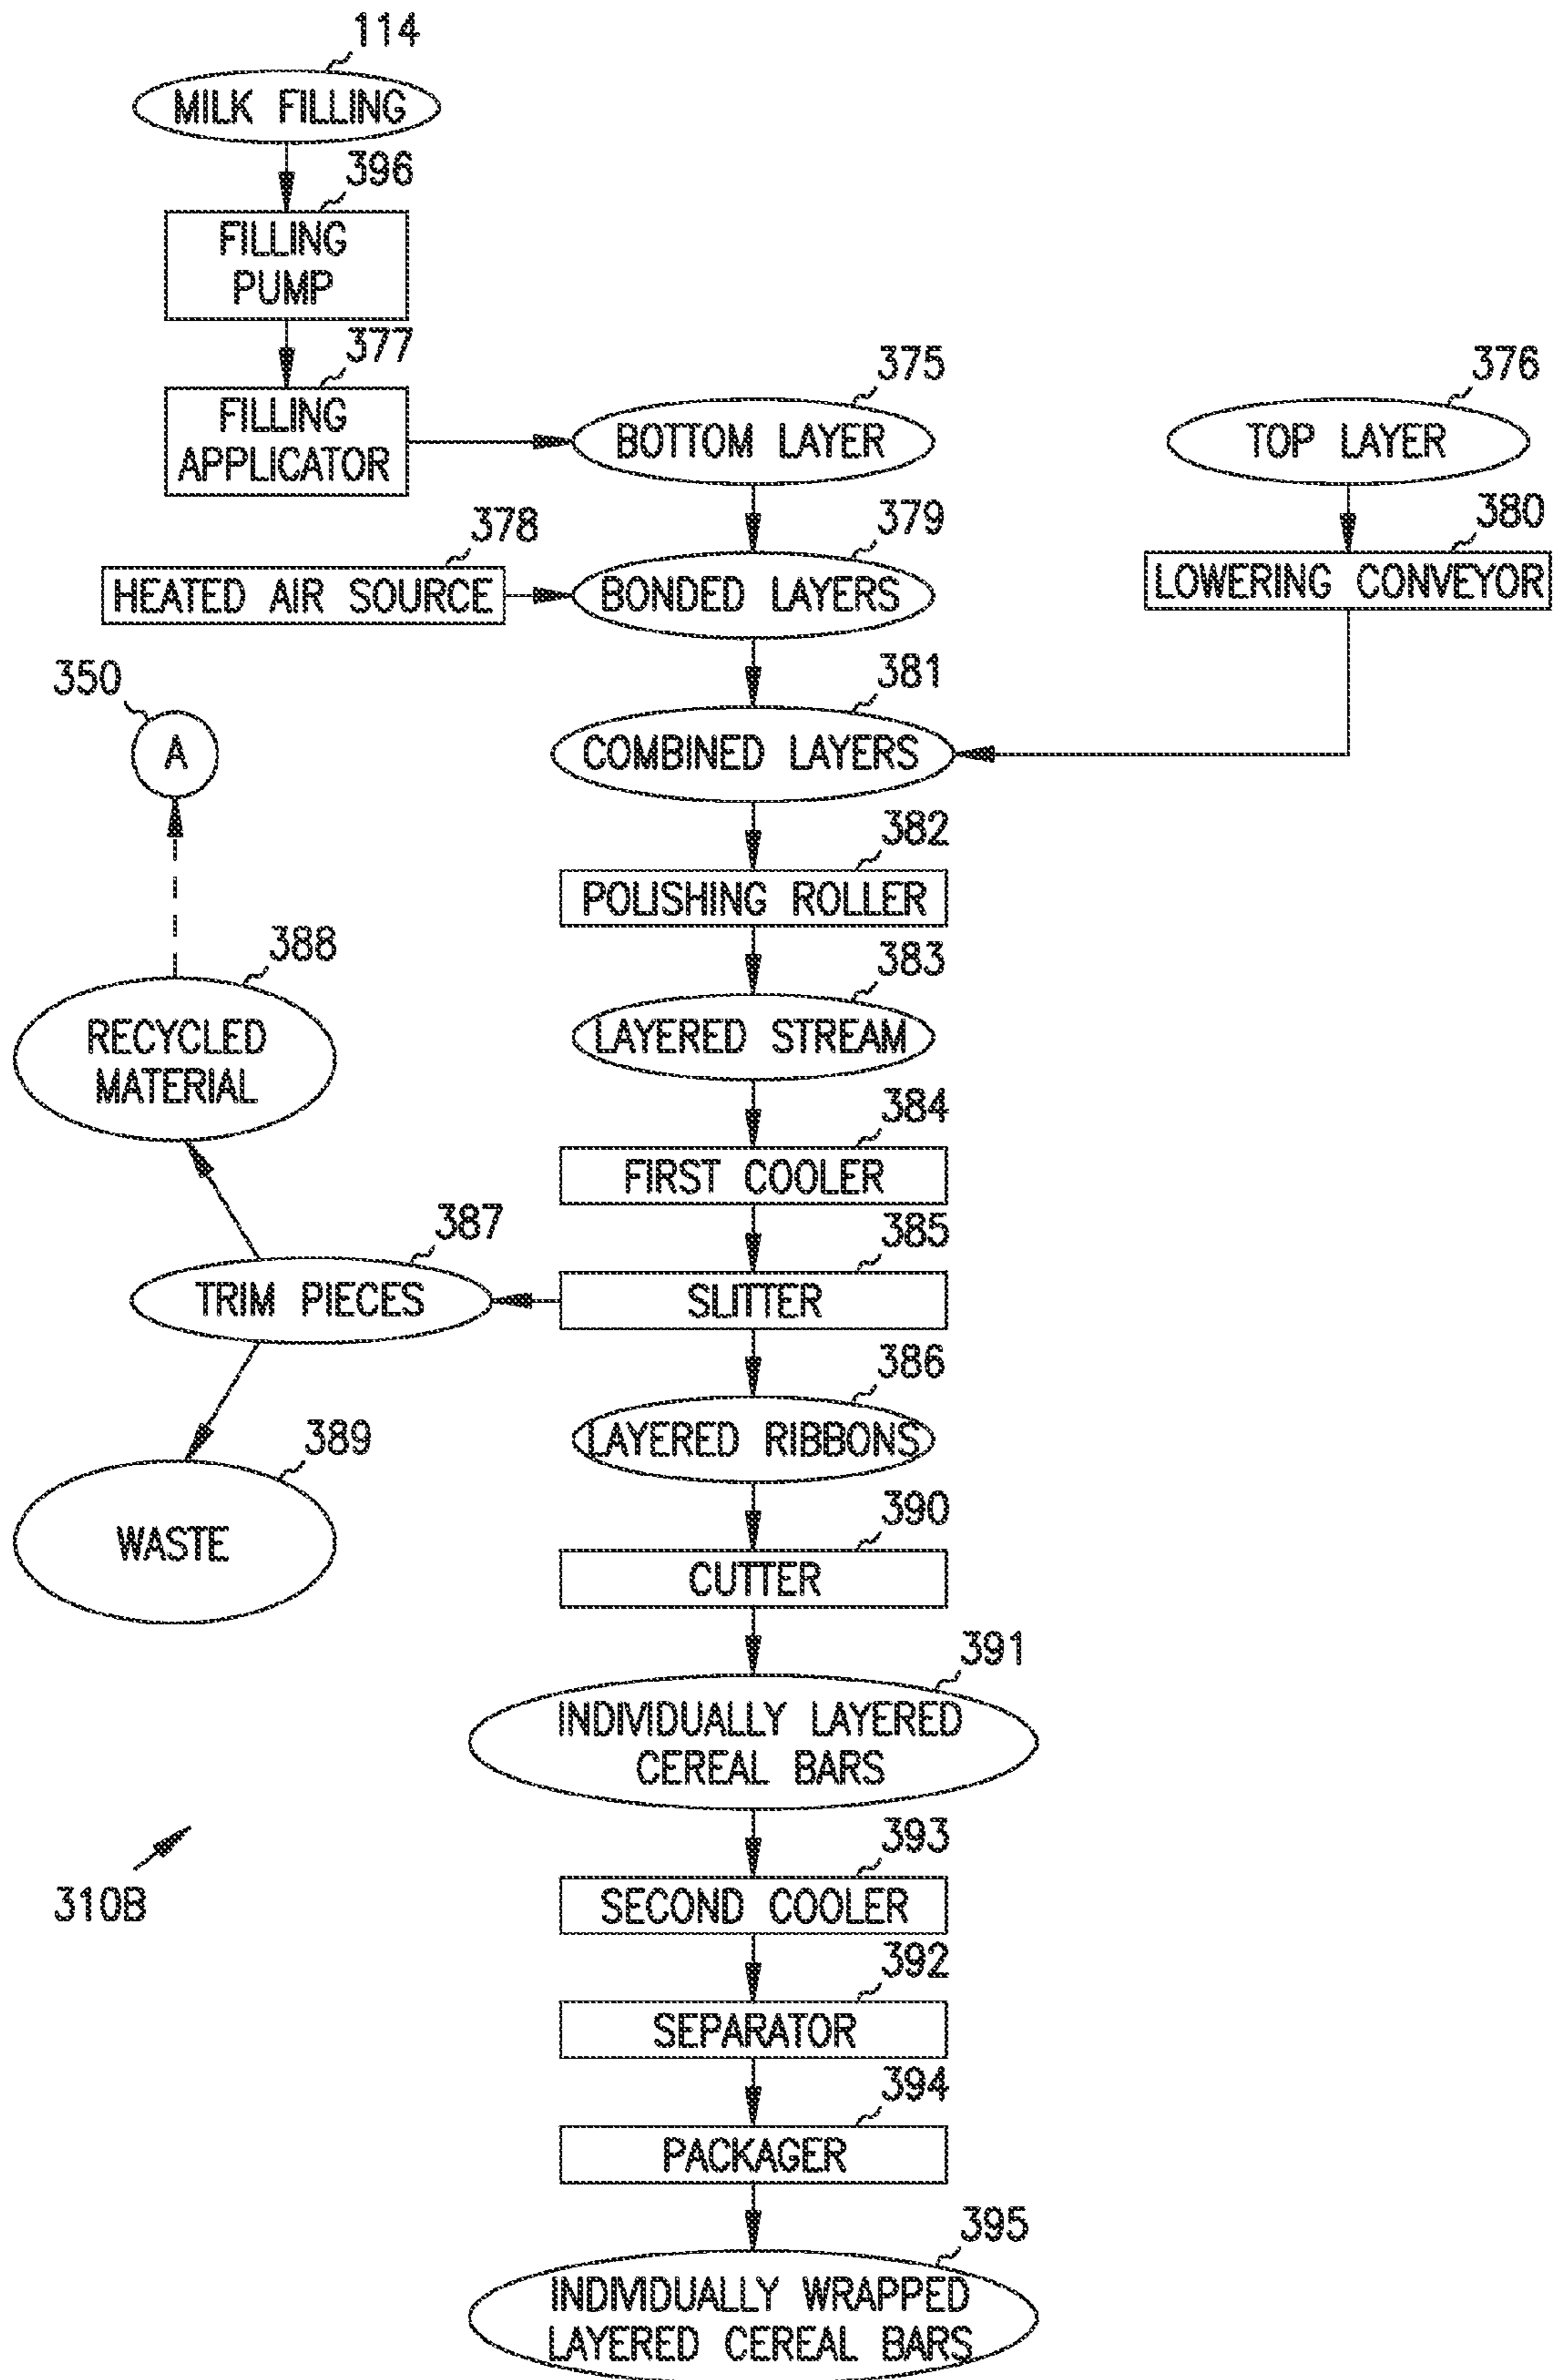 114
MILK FILLING
396
FILLING
PUMP
377
FILLING
APPLICATOR
375
BOTTOM LAYER
376
TOP LAYER
378
HEATED AIR SOURCE
379
BONDED LAYERS
380
LOWERING CONVEYOR
350
A
381
COMBINED LAYERS
382
POLISHING ROLLER
388
RECYCLED
MATERIAL
383
LAYERED STREAM
384
FIRST COOLER
387
TRIM PIECES
385
SLITTER
386
LAYERED RIBBONS
389
WASTE
390
CUTTER
391
INDIVIDUALLY LAYERED
CEREAL BARS
310B
393
SECOND COOLER
392
SEPARATOR
394
PACKAGER
395
INDIVIDUALLY WRAPPED
LAYERED CEREAL BARS